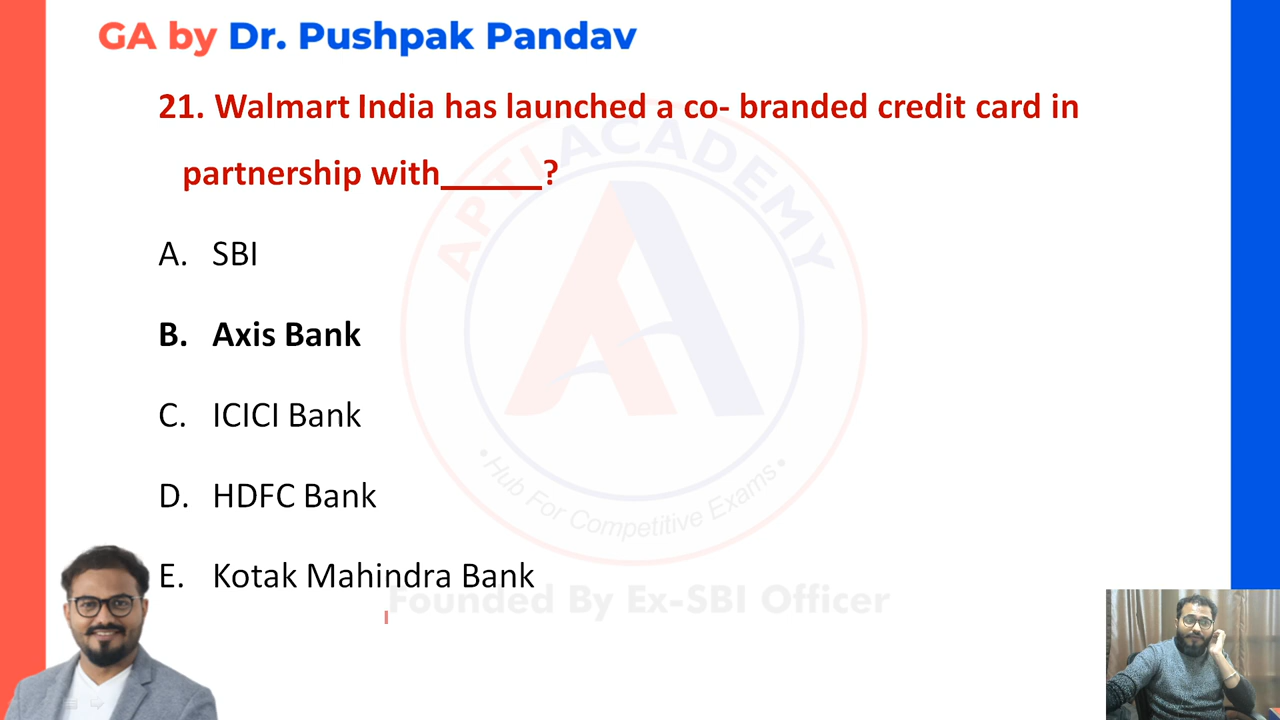 GA by Dr. Pushpak Pandav
21. Walmart India has launched a co- branded credit card in
partnership with______?
APTI ACADEMY
A. SBI
B. Axis Bank
C. ICICI Bank
D. HDFC Bank
•Hub For Competitive Exams•
E. Kotak Mahindra Bank
Founded By Ex-SBI Officer